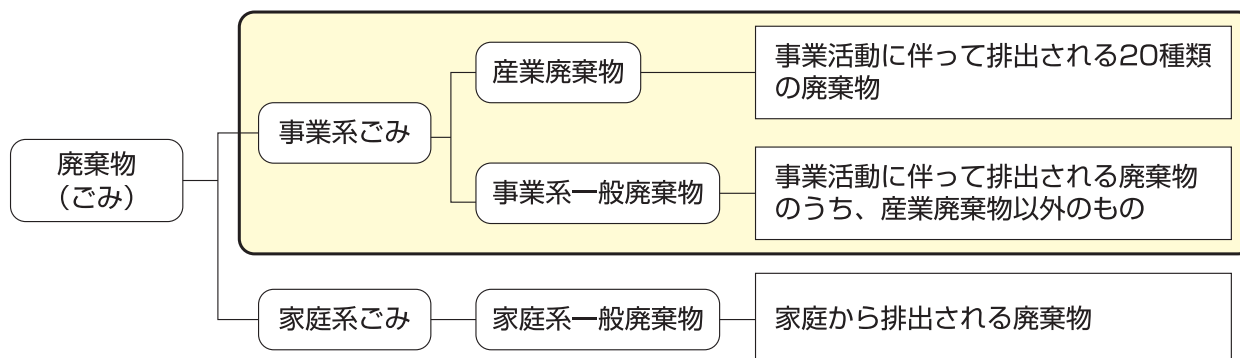 廃棄物
（ごみ）
事業系ごみ
産業廃棄物
事業活動に伴って排出される20種類
の廃棄物
事業系一般廃棄物
事業活動に伴って排出される廃棄物
のうち、産業廃棄物以外のもの
家庭系ごみ
家庭系一般廃棄物
家庭から排出される廃棄物